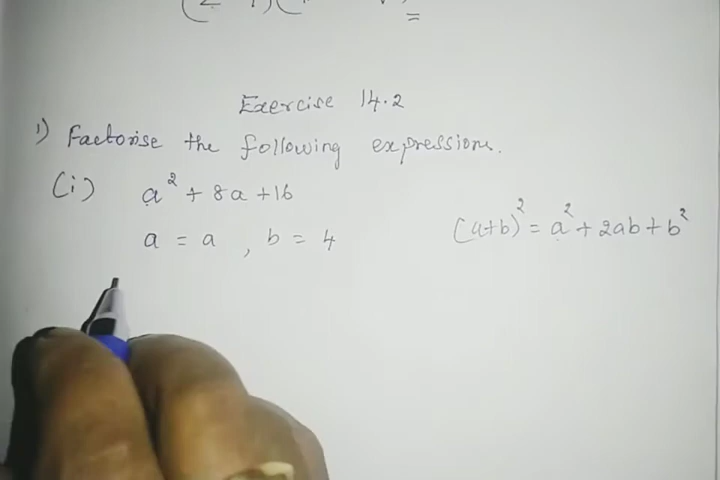 =
Exercise 14.2
1) Factorise the following expressions.
(i) a² + 8a + 16
a = a , b = 4
(a+b)² = a² + 2ab + b²